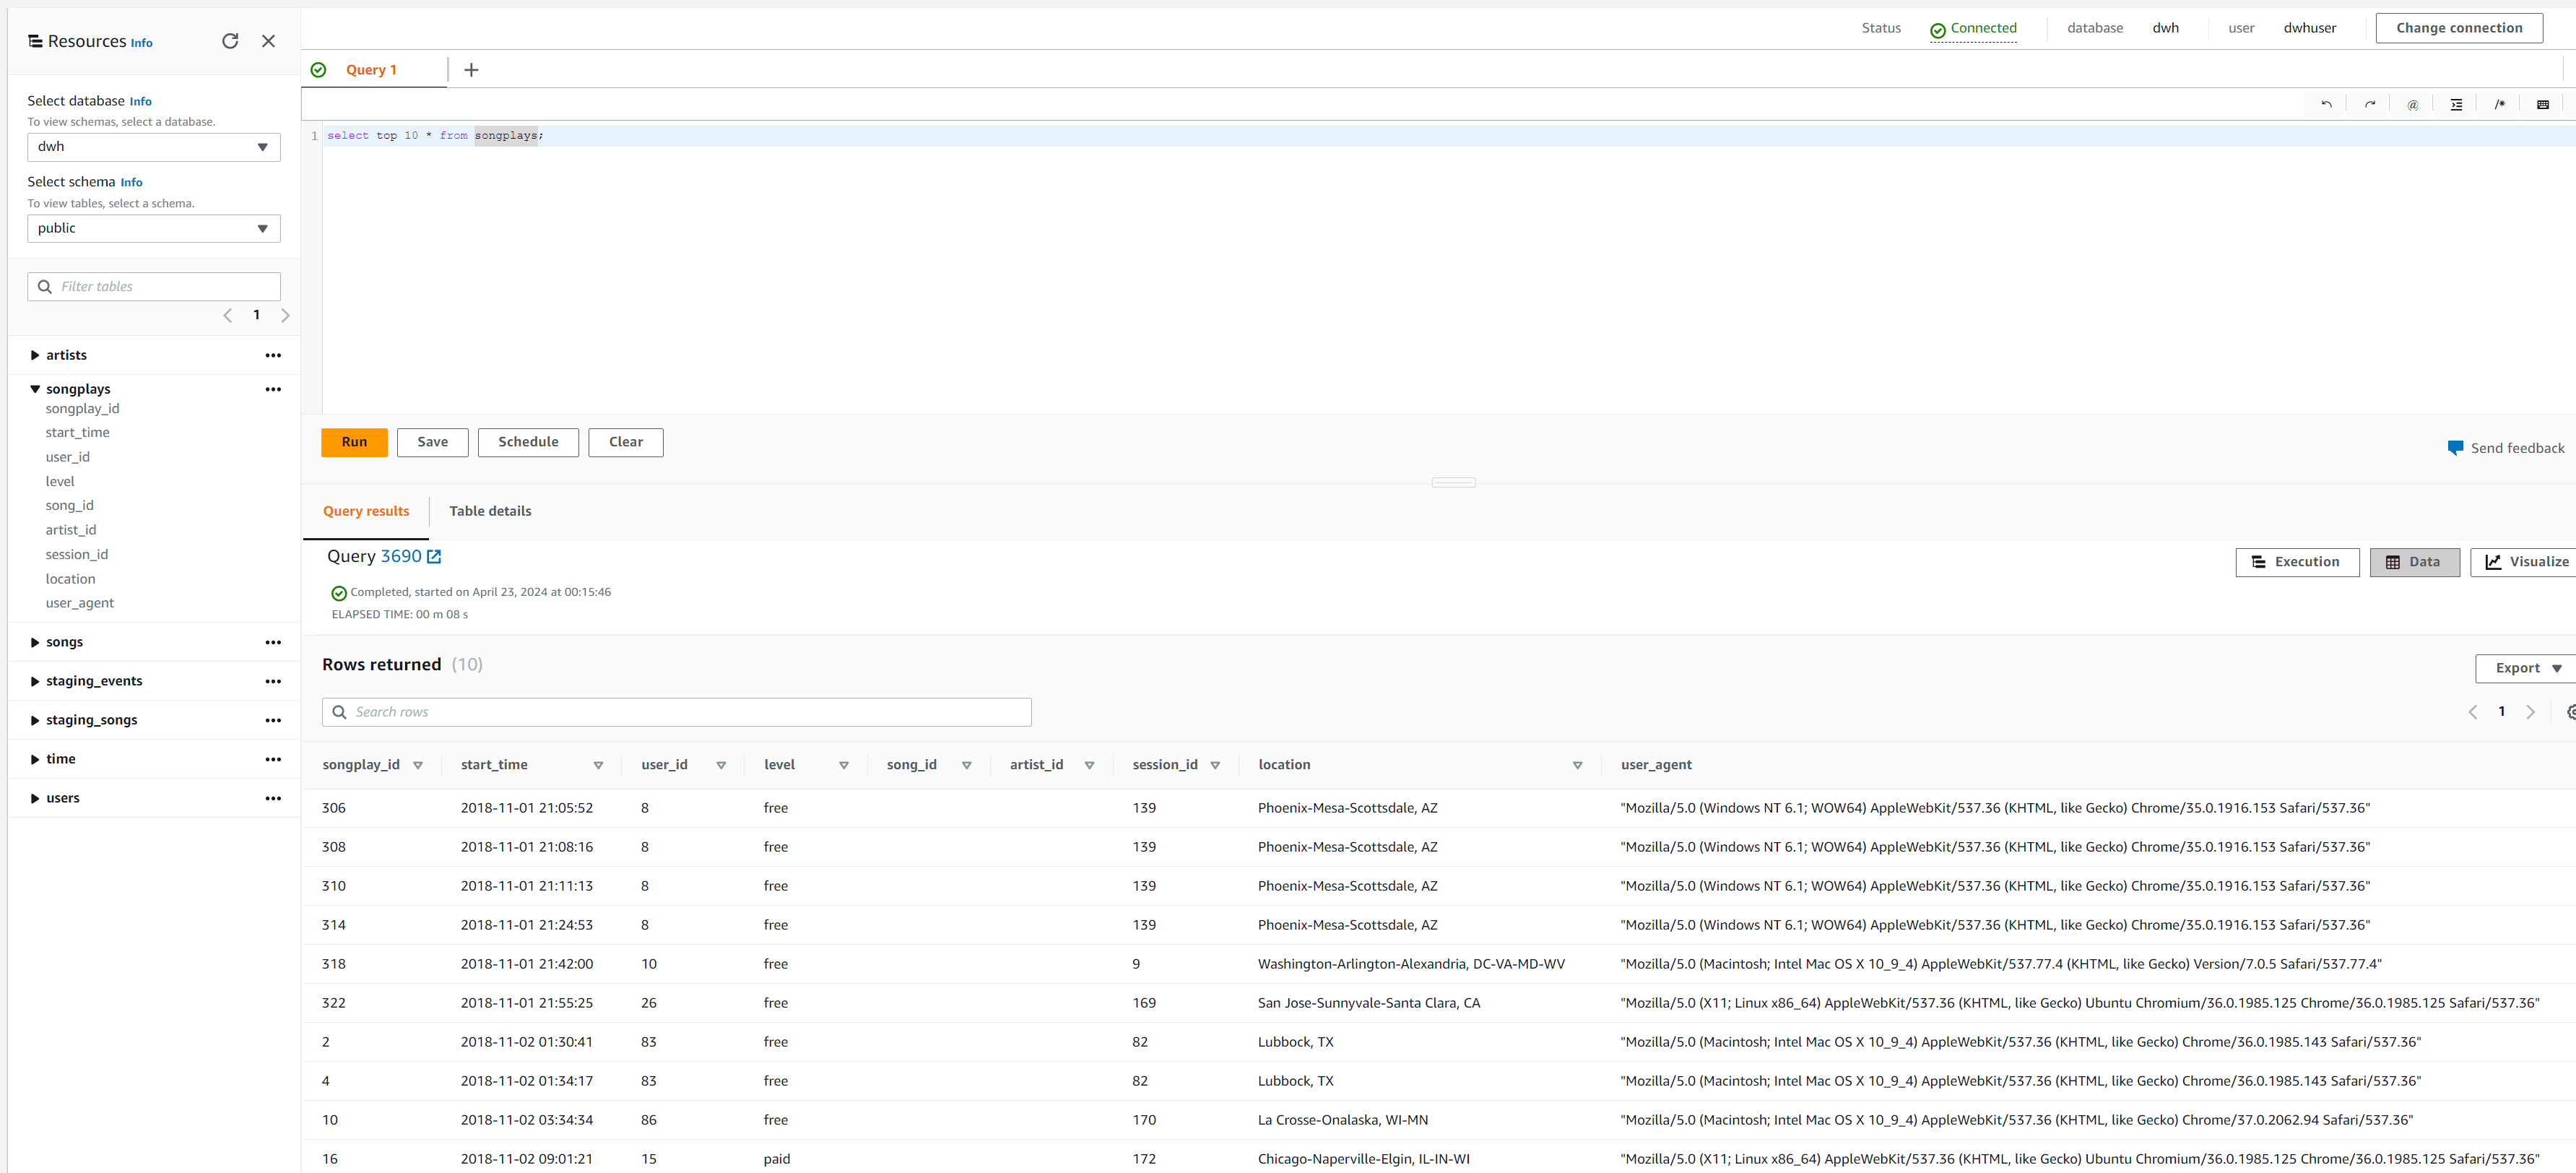 Resources Info
Status Connected database dwh user dwhuser Change connection
Query 1
Select database Info
To view schemas, select a database.
dwh
Select schema Info
To view tables, select a schema.
public
Filter tables
1
artists
songplays
songplay_id
start_time
user_id
level
song_id
artist_id
session_id
location
user_agent
songs
staging_events
staging_songs
time
users
@ /*
1 select top 10 * from songplays;
Run Save Schedule Clear
Send feedback
Query results Table details
Query 3690
Execution Data Visualize
Completed, started on April 23, 2024 at 00:15:46
ELAPSED TIME: 00 m 08 s
Rows returned (10)
Export
Search rows
1
songplay_id start_time user_id level song_id artist_id session_id location user_agent
306 2018-11-01 21:05:52 8 free 139 Phoenix-Mesa-Scottsdale, AZ "Mozilla/5.0 (Windows NT 6.1; WOW64) AppleWebKit/537.36 (KHTML, like Gecko) Chrome/35.0.1916.153 Safari/537.36"
308 2018-11-01 21:08:16 8 free 139 Phoenix-Mesa-Scottsdale, AZ "Mozilla/5.0 (Windows NT 6.1; WOW64) AppleWebKit/537.36 (KHTML, like Gecko) Chrome/35.0.1916.153 Safari/537.36"
310 2018-11-01 21:11:13 8 free 139 Phoenix-Mesa-Scottsdale, AZ "Mozilla/5.0 (Windows NT 6.1; WOW64) AppleWebKit/537.36 (KHTML, like Gecko) Chrome/35.0.1916.153 Safari/537.36"
314 2018-11-01 21:24:53 8 free 139 Phoenix-Mesa-Scottsdale, AZ "Mozilla/5.0 (Windows NT 6.1; WOW64) AppleWebKit/537.36 (KHTML, like Gecko) Chrome/35.0.1916.153 Safari/537.36"
318 2018-11-01 21:42:00 10 free 9 Washington-Arlington-Alexandria, DC-VA-MD-WV "Mozilla/5.0 (Macintosh; Intel Mac OS X 10_9_4) AppleWebKit/537.77.4 (KHTML, like Gecko) Version/7.0.5 Safari/537.77.4"
322 2018-11-01 21:55:25 26 free 169 San Jose-Sunnyvale-Santa Clara, CA "Mozilla/5.0 (X11; Linux x86_64) AppleWebKit/537.36 (KHTML, like Gecko) Ubuntu Chromium/36.0.1985.125 Chrome/36.0.1985.125 Safari/537.36"
2 2018-11-02 01:30:41 83 free 82 Lubbock, TX "Mozilla/5.0 (Macintosh; Intel Mac OS X 10_9_4) AppleWebKit/537.36 (KHTML, like Gecko) Chrome/36.0.1985.143 Safari/537.36"
4 2018-11-02 01:34:17 83 free 82 Lubbock, TX "Mozilla/5.0 (Macintosh; Intel Mac OS X 10_9_4) AppleWebKit/537.36 (KHTML, like Gecko) Chrome/36.0.1985.143 Safari/537.36"
10 2018-11-02 03:34:34 86 free 170 La Crosse-Onalaska, WI-MN "Mozilla/5.0 (Macintosh; Intel Mac OS X 10_9_4) AppleWebKit/537.36 (KHTML, like Gecko) Chrome/37.0.2062.94 Safari/537.36"
16 2018-11-02 09:01:21 15 paid 172 Chicago-Naperville-Elgin, IL-IN-WI "Mozilla/5.0 (X11; Linux x86_64) AppleWebKit/537.36 (KHTML, like Gecko) Ubuntu Chromium/36.0.1985.125 Chrome/36.0.1985.125 Safari/537.36"